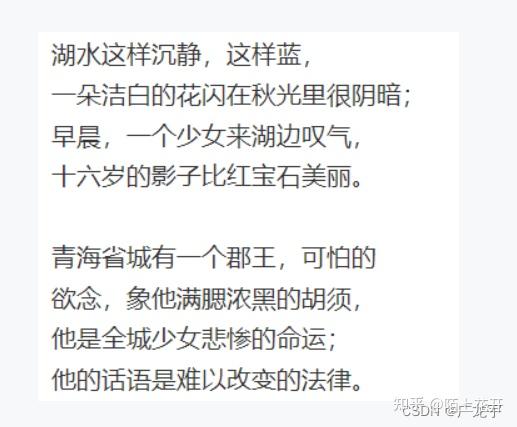 湖水这样沉静，这样蓝，
一朵洁白的花闪在秋光里很阴暗；
早晨，一个少女来湖边叹气，
十六岁的影子比红宝石美丽。
青海省城有一个郡王，可怕的
欲念，象他满腮浓黑的胡须，
他是全城少女悲惨的命运；
他的话语是难以改变的法律。
知乎 @陌上花开
CSDN @广龙宇